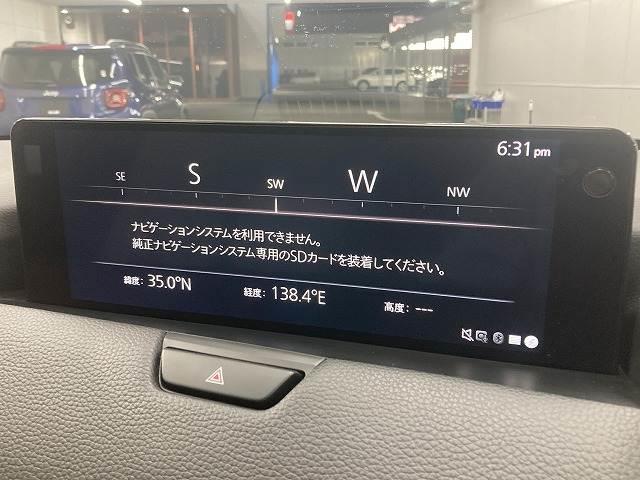 Jeep
6:31pm
SE S SW W NW
ナビゲーションシステムを利用できません。
純正ナビゲーションシステム専用のSDカードを装着してください。
緯度: 35.0°N 経度: 138.4°E 高度: ---